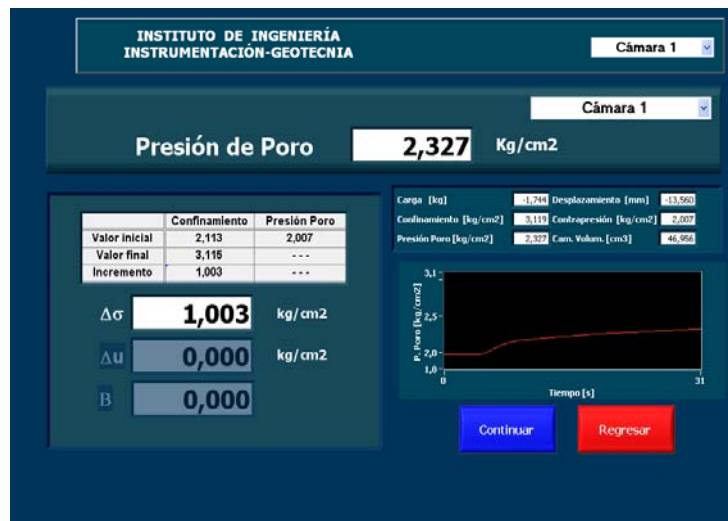 INSTITUTO DE INGENIERÍA
INSTRUMENTACIÓN-GEOTECNIA
Cámara 1
Cámara 1
Presión de Poro 2,327 Kg/cm2
Confinamiento Presión Poro
Valor inicial 2,113 2,007
Valor final 3,115 ---
Incremento 1,003 ---
Δσ 1,003 kg/cm2
Δu 0,000 kg/cm2
B 0,000
Carga [kg] -1,744 Desplazamiento [mm] -13,560
Confinamiento [kg/cm2] 3,119 Contrapresión [kg/cm2] 2,007
Presión Poro [kg/cm2] 2,327 Cam. Volum. [cm3] 46,956
P. Poro [kg/cm2]
3,1
2,5
2,0
1,0
0 31
Tiempo [s]
Continuar Regresar